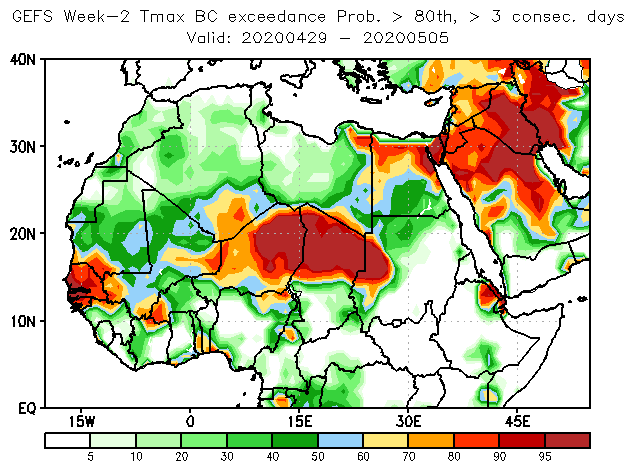 GEFS Week-2 Tmax BC exceedance Prob. > 80th, > 3 consec. days
Valid: 20200429 - 20200505
40N
30N
20N
10N
EQ
15W 0 15E 30E 45E
5 10 20 30 40 50 60 70 80 90 95